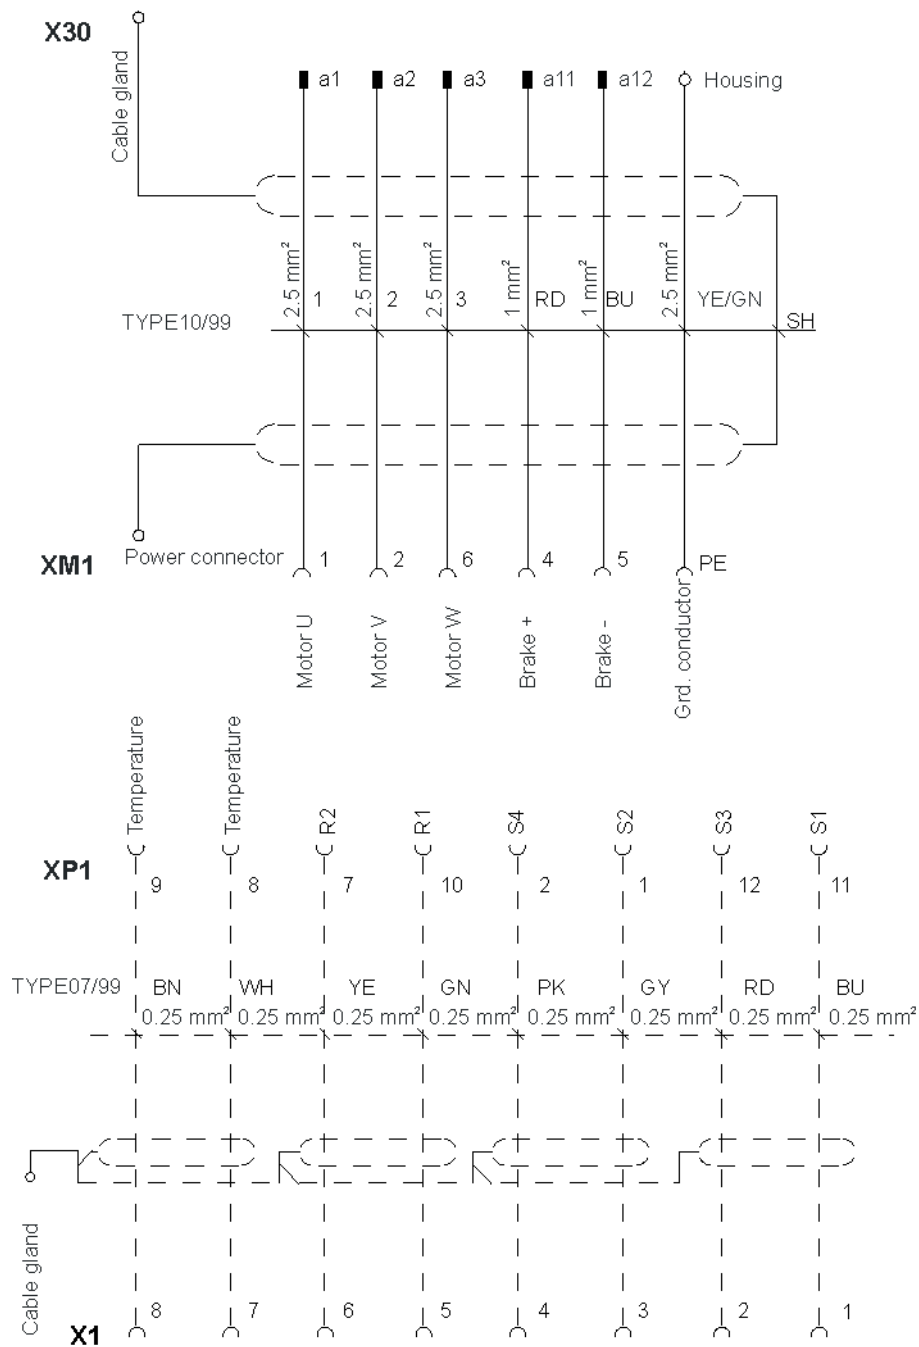 X30
Cable gland
a1 a2 a3 a11 a12 Housing
2.5 mm² 2.5 mm² 2.5 mm² 1 mm² 1 mm² 2.5 mm²
1 2 3 RD BU YE/GN
TYPE10/99
SH
XM1
Power connector
1 2 6 4 5 PE
Motor U
Motor V
Motor W
Brake +
Brake -
Grd. conductor
Temperature
Temperature
R2
R1
S4
S2
S3
S1
XP1
9 8 7 10 2 1 12 11
TYPE07/99
BN WH YE GN PK GY RD BU
0.25 mm² 0.25 mm² 0.25 mm² 0.25 mm² 0.25 mm² 0.25 mm² 0.25 mm² 0.25 mm²
Cable gland
X1
8 7 6 5 4 3 2 1